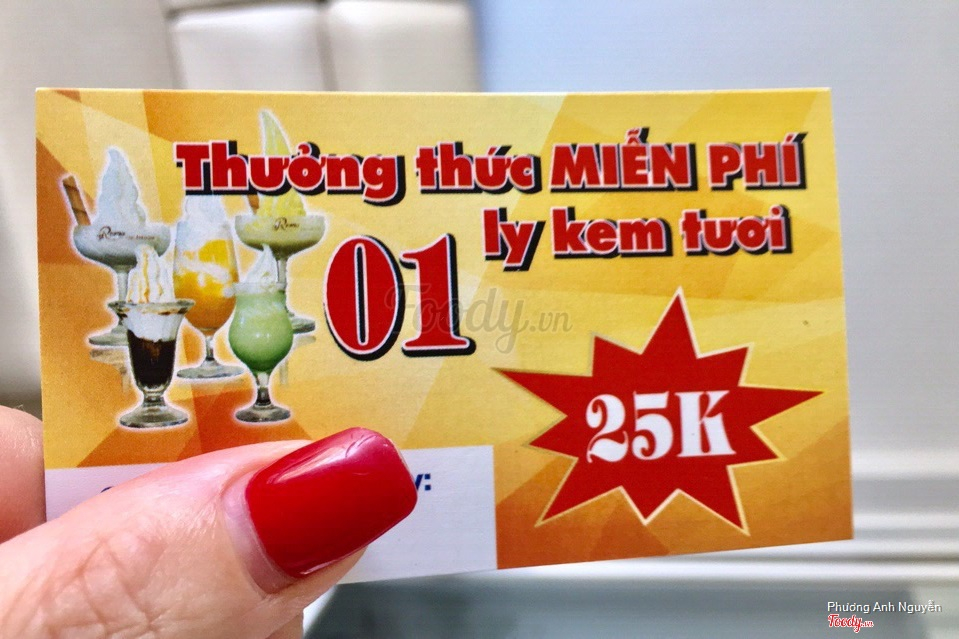 Thưởng thức MIỄN PHÍ
01 ly kem tươi
Foody.vn
25K
y:
Phương Anh Nguyễn
Foody.vn